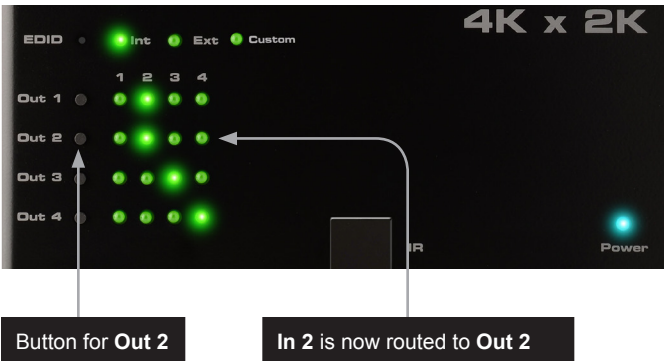 4K x 2K
EDID Int Ext Custom
1 2 3 4
Out 1
Out 2
Out 3
Out 4
IR
Power
Button for Out 2
In 2 is now routed to Out 2